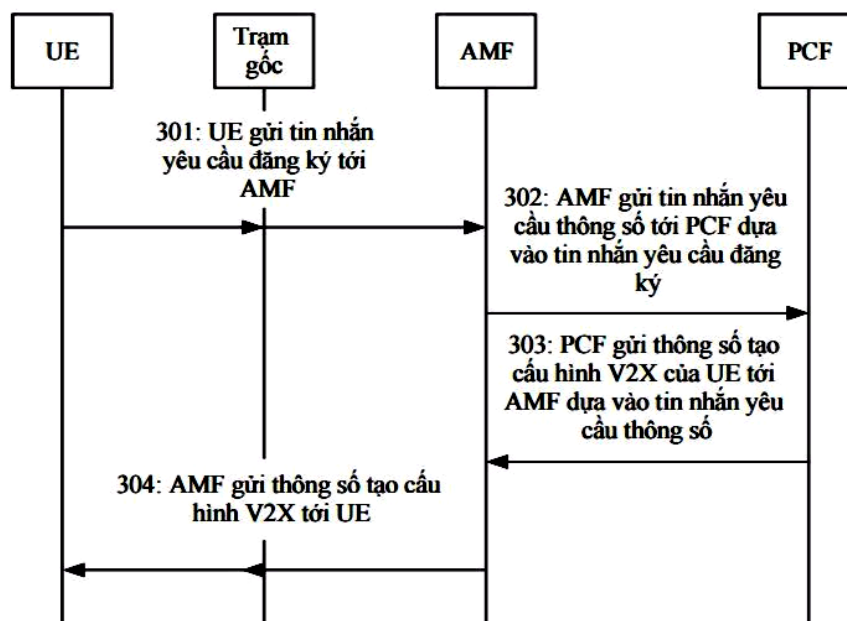 UE
Trạm
gốc
AMF
PCF
301: UE gửi tin nhắn
yêu cầu đăng ký tới
AMF
302: AMF gửi tin nhắn yêu
cầu thông số tới PCF dựa
vào tin nhắn yêu cầu đăng
ký
303: PCF gửi thông số tạo
cấu hình V2X của UE tới
AMF dựa vào tin nhắn yêu
cầu thông số
304: AMF gửi thông số tạo cấu
hình V2X tới UE